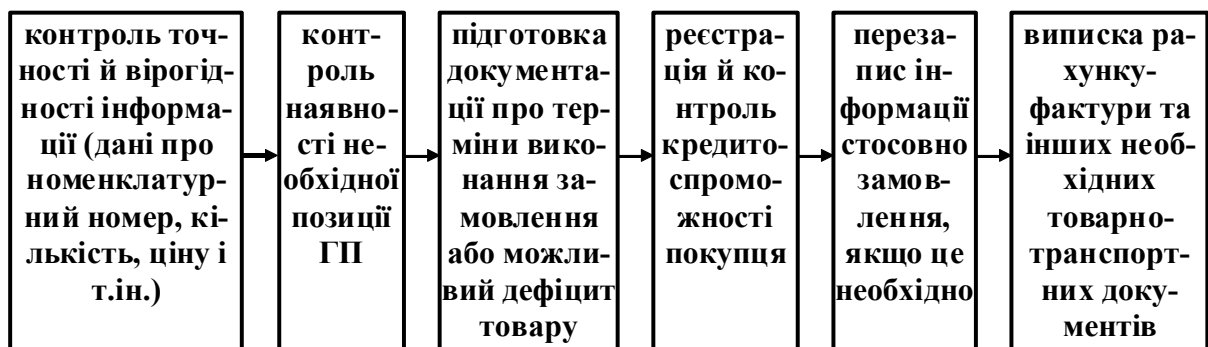 контроль точ-
ності й вірогід-
ності інформа-
ції (дані про
номенклатур-
ний номер, кі-
лькість, ціну і
т.ін.)
конт-
роль
наявно-
сті не-
обхідної
позиції
ГП
підготовка
документа-
ції про тер-
міни вико-
нання за-
мовлення
або можли-
вий дефіцит
товару
реєстра-
ція й ко-
нтроль
кредито-
спромо-
жності
покупця
переза-
пис ін-
формації
стосовно
замов-
лення,
якщо це
необхідно
виписка ра-
хунку-
фактури та
інших необ-
хідних
товарно-
транспорт-
них доку-
ментів